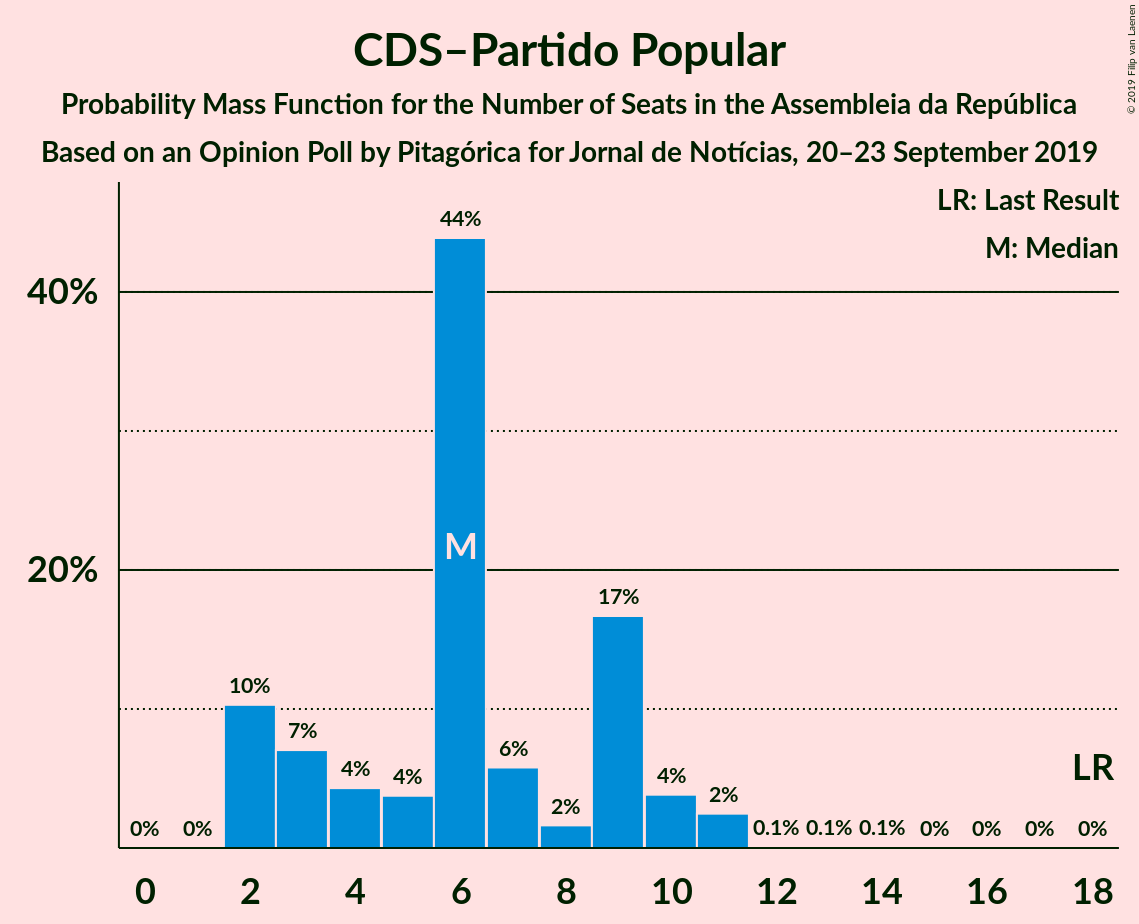 CDS–Partido Popular
Probability Mass Function for the Number of Seats in the Assembleia da República
Based on an Opinion Poll by Pitagórica for Jornal de Notícias, 20–23 September 2019
© 2019 Filip van Laenen
LR: Last Result
M: Median
40%
20%
0% 0% 10% 7% 4% 4% 44% 6% 2% 17% 4% 2% 0.1% 0.1% 0.1% 0% 0% 0% 0%
M
LR
0 2 4 6 8 10 12 14 16 18